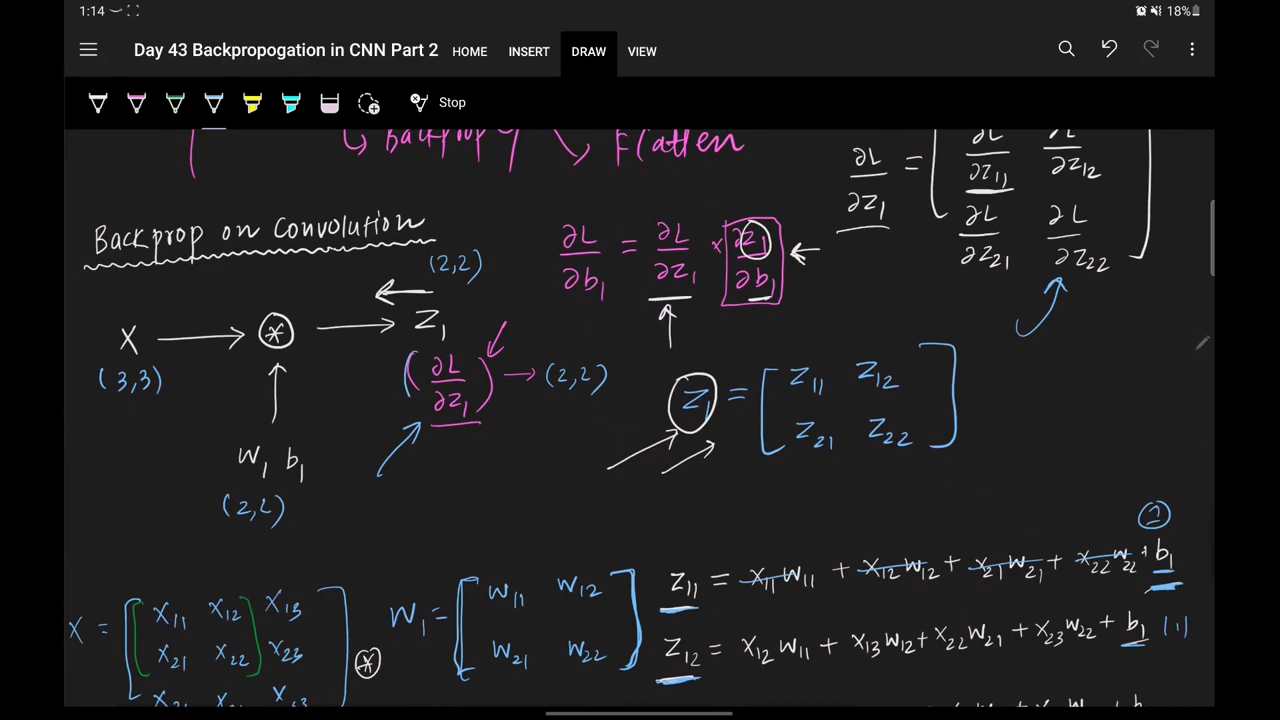 1:14
18%
Day 43 Backpropogation in CNN Part 2 HOME INSERT DRAW VIEW
Stop
Backprop Flatten
∂L/∂z₁ = [∂L/∂z₁₁ ∂L/∂z₁₂
∂L/∂z₂₁ ∂L/∂z₂₂]
Backprop on Convolution
∂L/∂b₁ = ∂L/∂z₁ × ∂z₁/∂b₁
(2,2)
X → * → Z₁
(3,3)
(∂L/∂z₁) → (2,2)
Z₁ = [Z₁₁ Z₁₂
Z₂₁ Z₂₂]
W₁ b₁
(2,2)
z₁₁ = x₁₁w₁₁ + x₁₂w₁₂ + x₂₁w₂₁ + x₂₂w₂₂ + b₁
z₁₂ = x₁₂w₁₁ + x₁₃w₁₂ + x₂₂w₂₁ + x₂₃w₂₂ + b₁
X = [x₁₁ x₁₂ x₁₃
x₂₁ x₂₂ x₂₃
*
W₁ = [w₁₁ w₁₂
w₂₁ w₂₂]